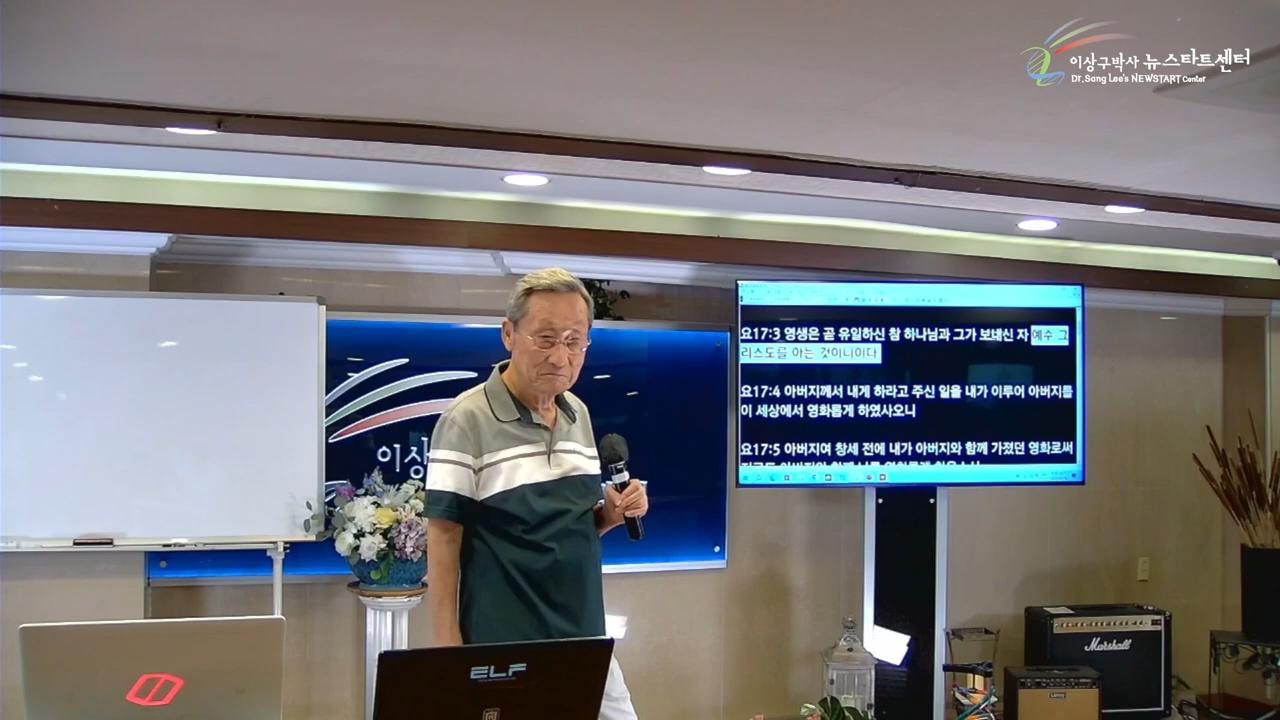 이상구박사 뉴스타트센터
Dr. Sang Lee's NEWSTART Center
요17:3 영생은 곧 유일하신 참 하나님과 그가 보내신 자 예수 그
리스도를 아는 것이니이다
요17:4 아버지께서 내게 하라고 주신 일을 내가 이루어 아버지를
이 세상에서 영화롭게 하였사오니
요17:5 아버지여 창세 전에 내가 아버지와 함께 가졌던 영화로써
이상
ELF
Marshall
Laney